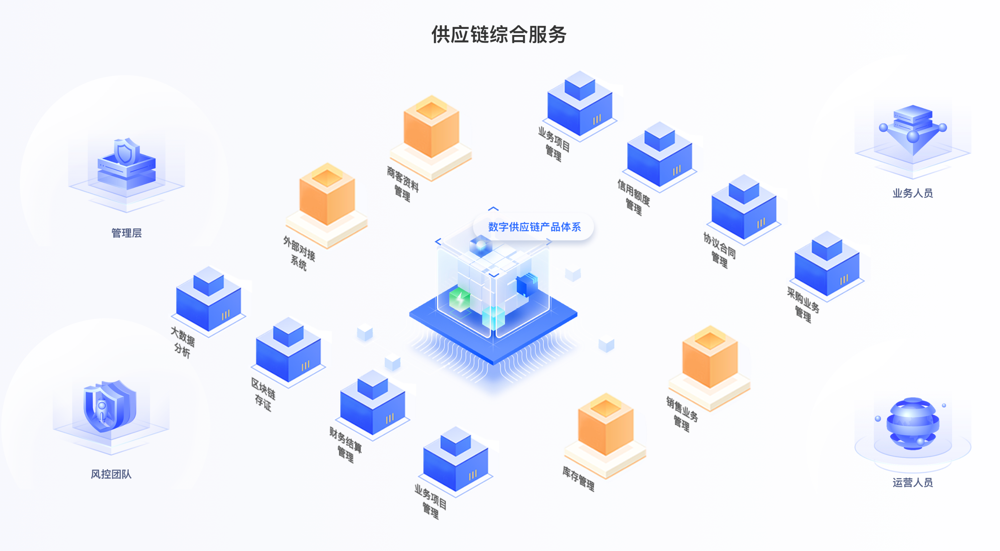 供应链综合服务
业务项目
管理
商客资料
管理
信用额度
管理
业务人员
外部对接
系统
数字供应链产品体系
管理层
协议合同
管理
采购业务
管理
大数据
分析
区块链
存证
财务结算
管理
销售业务
管理
风控团队
库存管理
运营人员
业务项目
管理